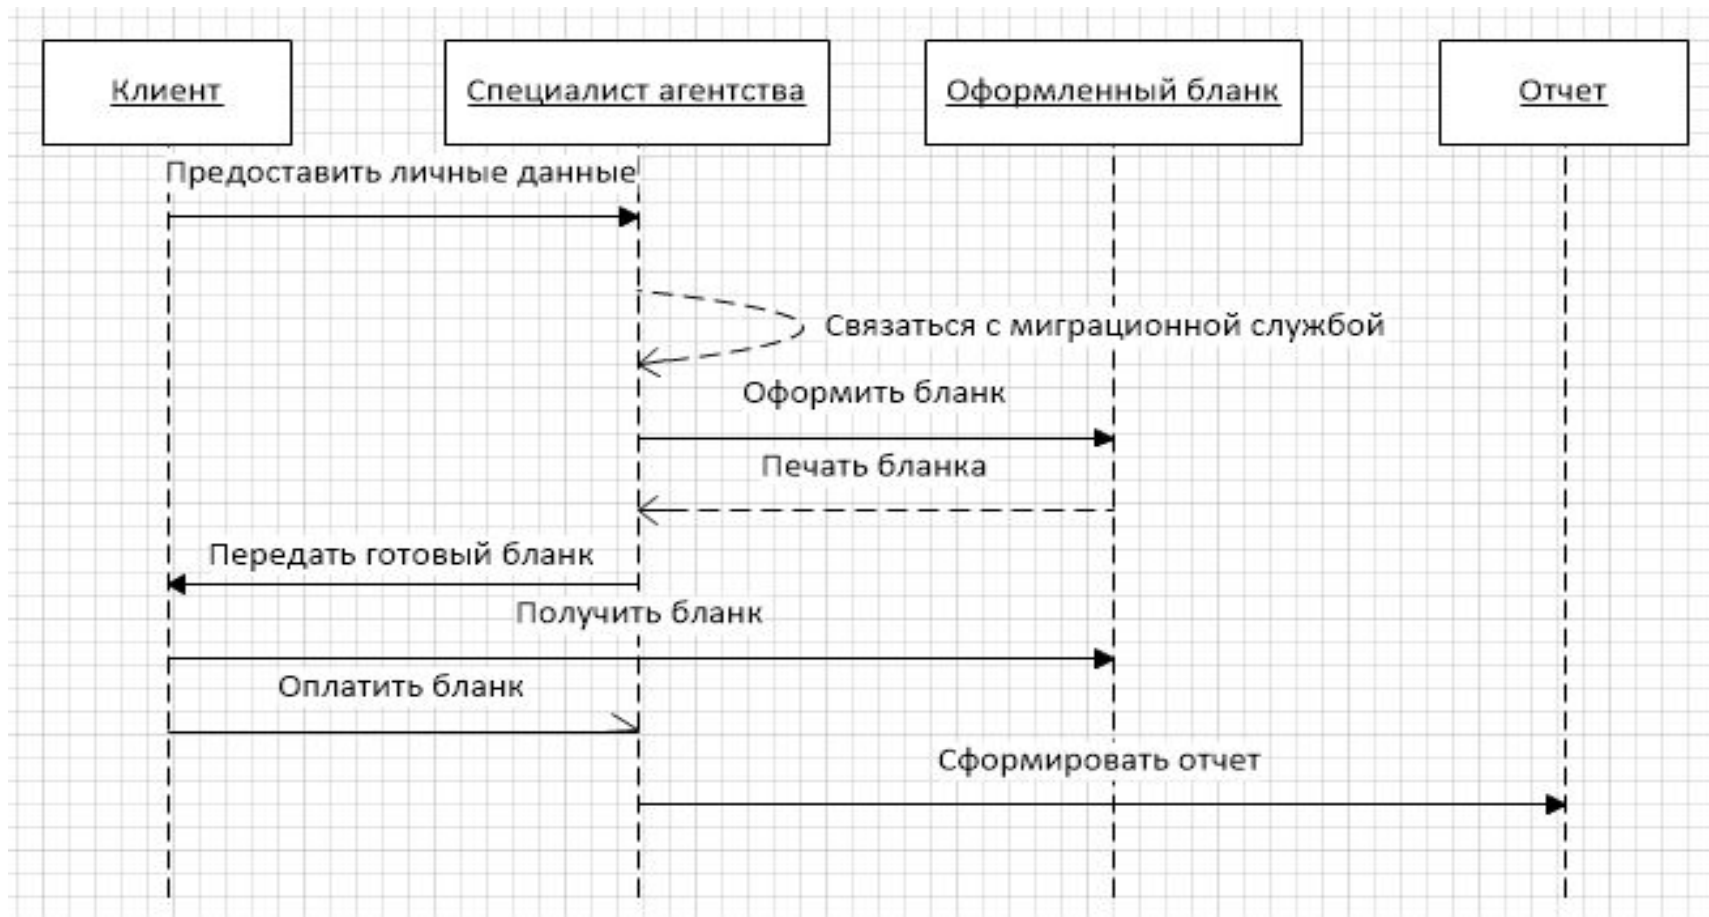 Клиент
Специалист агентства
Оформленный бланк
Отчет
Предоставить личные данные
Связаться с миграционной службой
Оформить бланк
Печать бланка
Передать готовый бланк
Получить бланк
Оплатить бланк
Сформировать отчет